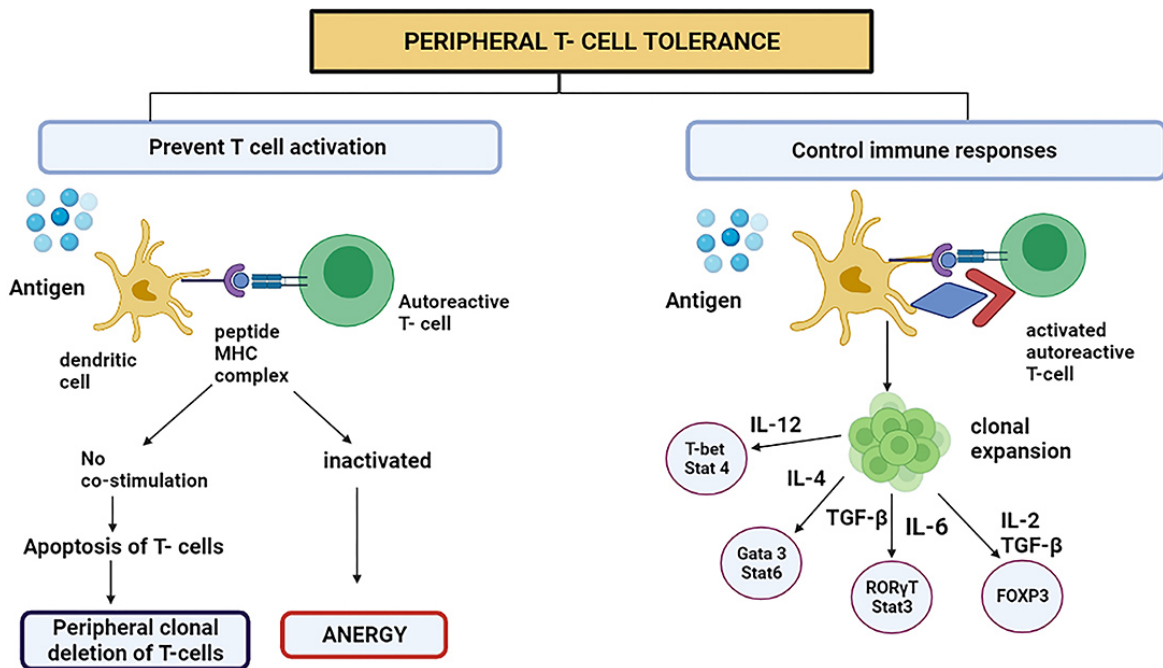 PERIPHERAL T- CELL TOLERANCE
Prevent T cell activation
Antigen
dendritic
cell
peptide
MHC
complex
Autoreactive
T- cell
No
co-stimulation
inactivated
Apoptosis of T- cells
Peripheral clonal
deletion of T-cells
ANERGY
Control immune responses
Antigen
activated
autoreactive
T-cell
clonal
expansion
IL-12
T-bet
Stat 4
IL-4
Gata 3
Stat6
TGF-β
IL-6
RORγT
Stat3
IL-2
TGF-β
FOXP3